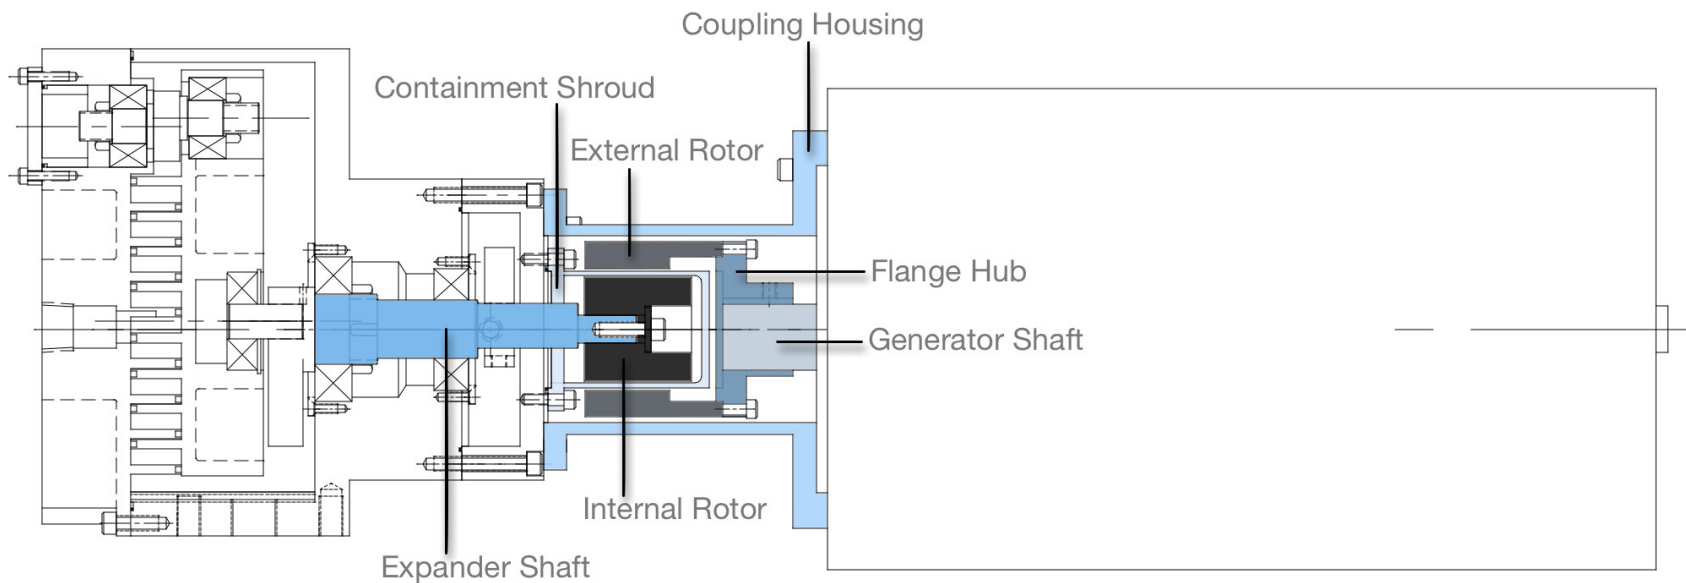 Coupling Housing
Containment Shroud
External Rotor
Flange Hub
Generator Shaft
Internal Rotor
Expander Shaft